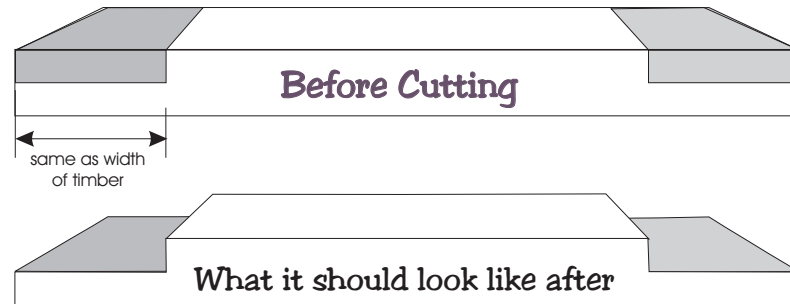 Before Cutting
same as width
of timber
What it should look like after